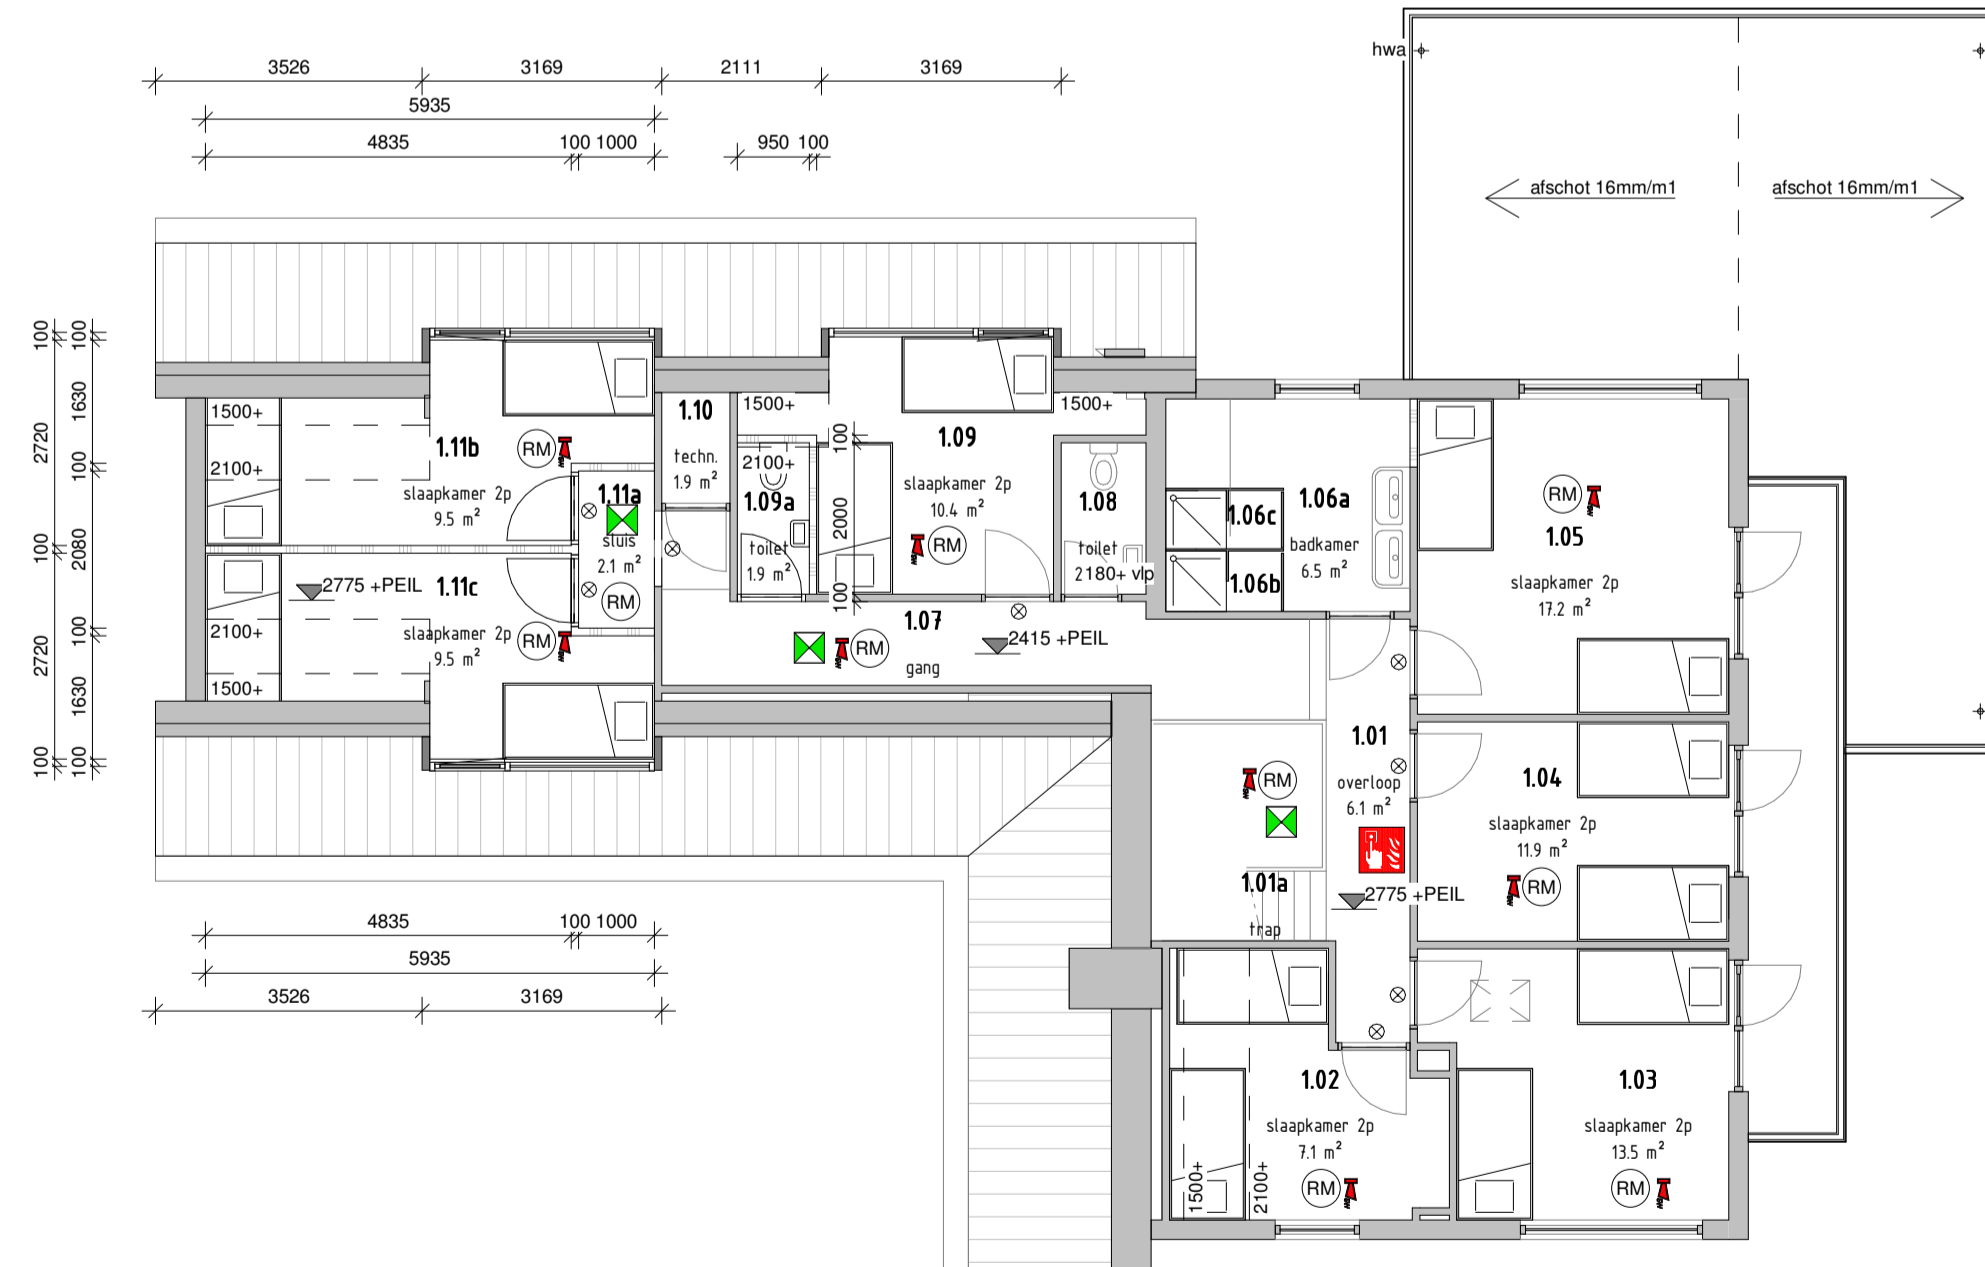 hwa
3526
3169
2111
3169
5935
4835
100
1000
950
100
afschot 16mm/m1
afschot 16mm/m1
100
2720
100
2720
100
100
1630
100
2080
100
1630
100
1500+
2100+
1.11b
slaapkamer 2p
9.5 m²
RM
1.11a
sluis
2.1 m²
RM
2775 +PEIL
1.11c
slaapkamer 2p
9.5 m²
RM
2100+
1500+
1.10
techn.
1.9 m²
1500+
2100+
1.09a
toilet
1.9 m²
100
2000
100
1.09
slaapkamer 2p
10.4 m²
RM
1500+
1.08
toilet
2180+ vlp
1.07
gang
RM
2415 +PEIL
1.06a
badkamer
6.5 m²
1.06c
1.06b
RM
1.05
slaapkamer 2p
17.2 m²
1.01
overloop
6.1 m²
RM
2775 +PEIL
1.01a
trap
1.04
slaapkamer 2p
11.9 m²
RM
1.02
slaapkamer 2p
7.1 m²
RM
1500+
2100+
1.03
slaapkamer 2p
13.5 m²
RM
4835
100
1000
5935
3526
3169